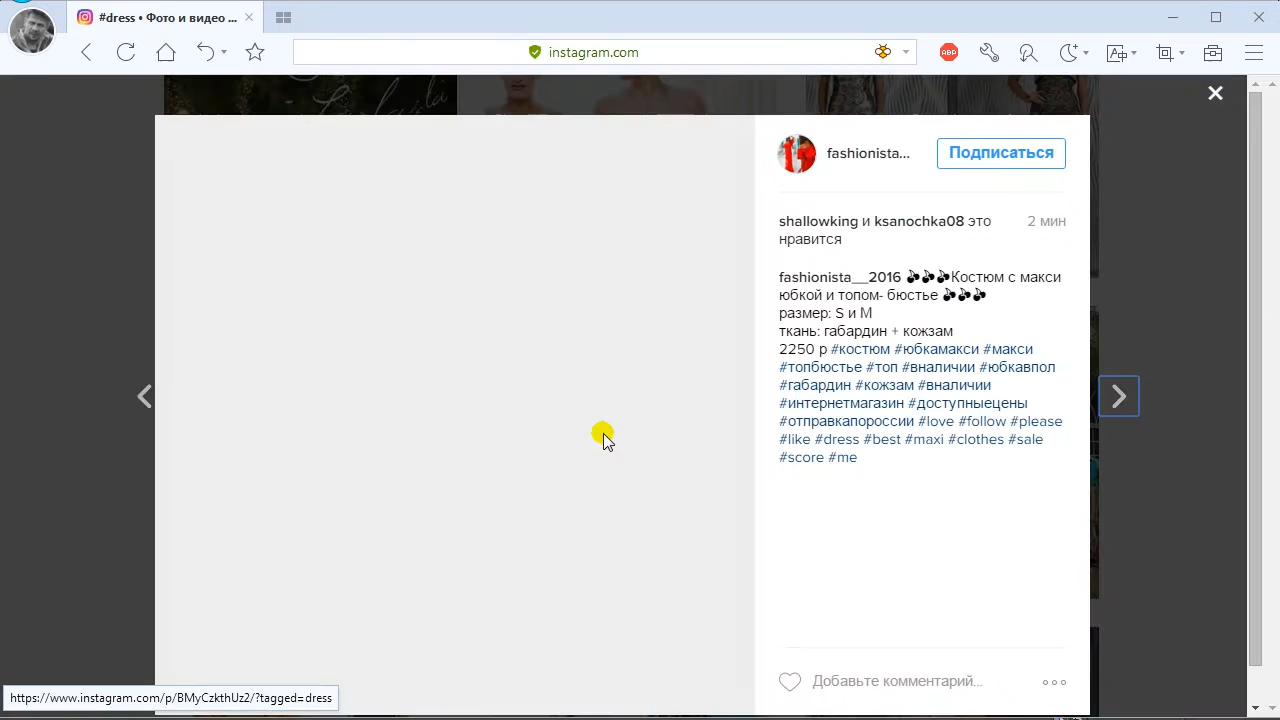 #dress • Фото и видео ...
instagram.com
ABP
fashionista...
Подписаться
shallowking и ksanochka08 это нравится
2 мин
fashionista__2016 🍒🍒🍒Костюм с макси
юбкой и топом- бюстье 🍒🍒🍒
размер: S и M
ткань: габардин + кожзам
2250 р #костюм #юбкамакси #макси
#топбюстье #топ #вналичии #юбкавпол
#габардин #кожзам #вналичии
#интернетмагазин #доступныецены
#отправкапороссии #love #follow #please
#like #dress #best #maxi #clothes #sale
#score #me
Добавьте комментарий...
https://www.instagram.com/p/BMyCzkthUz2/?tagged=dress